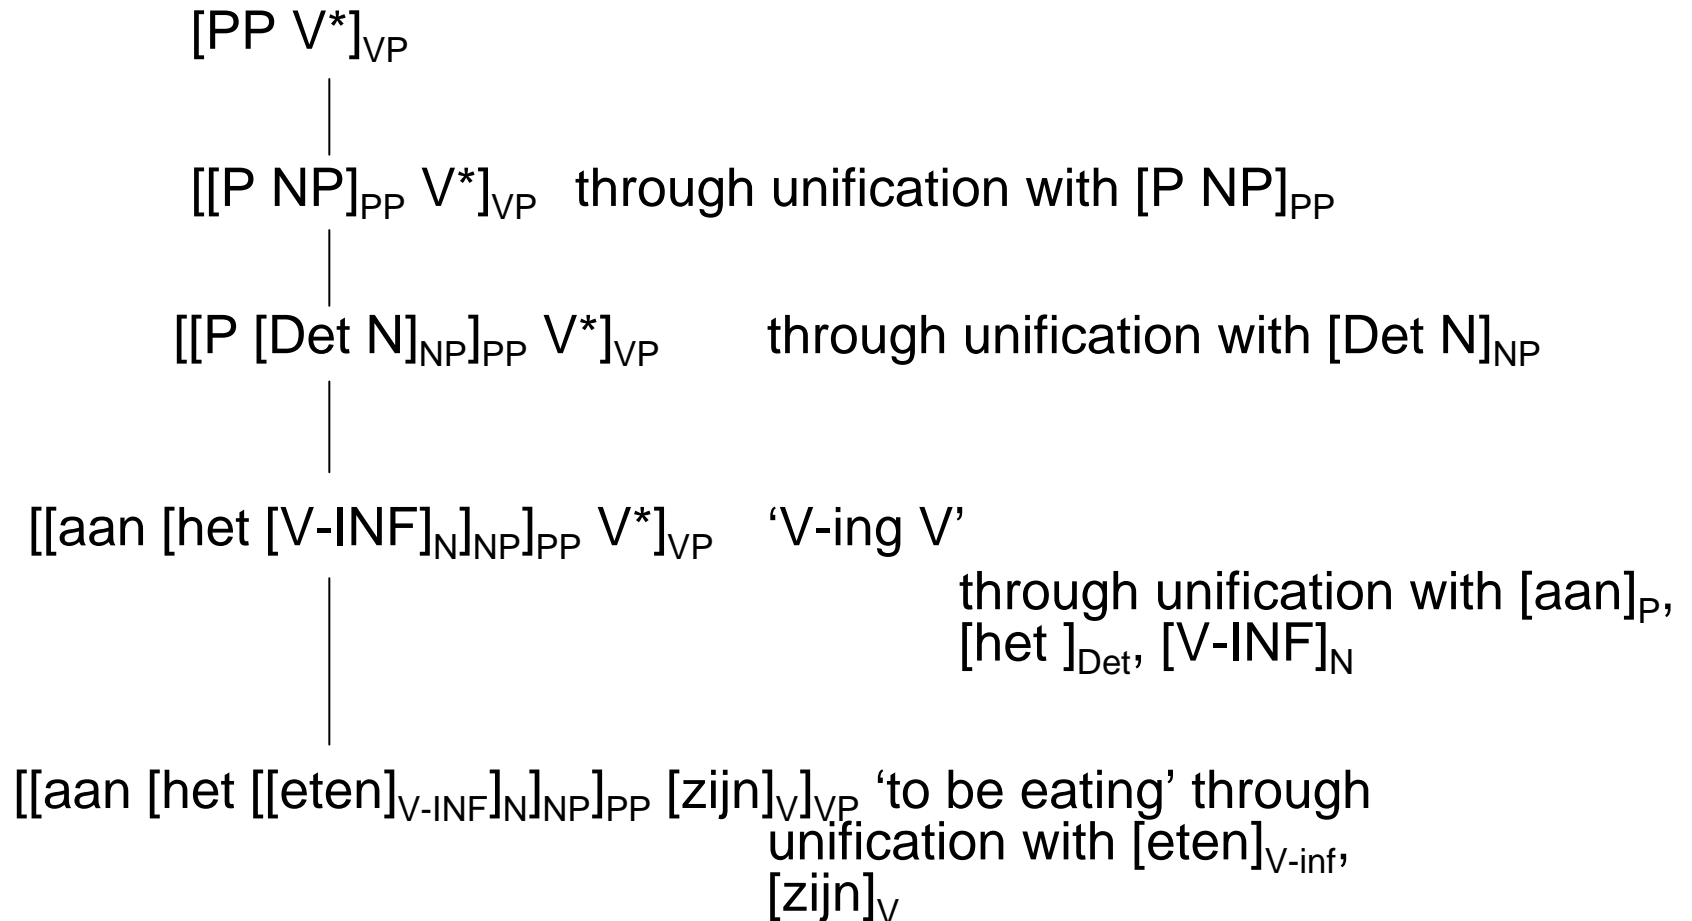 [PP V*]VP
[[P NP]PP V*]VP through unification with [P NP]PP
[[P [Det N]NP]PP V*]VP through unification with [Det N]NP
[[aan [het [V-INF]N]NP]PP V*]VP ‘V-ing V’
through unification with [aan]P,
[het ]Det, [V-INF]N
[[aan [het [[eten]V-INF]N]NP]PP [zijn]V]VP ‘to be eating’ through
unification with [eten]V-inf,
[zijn]V